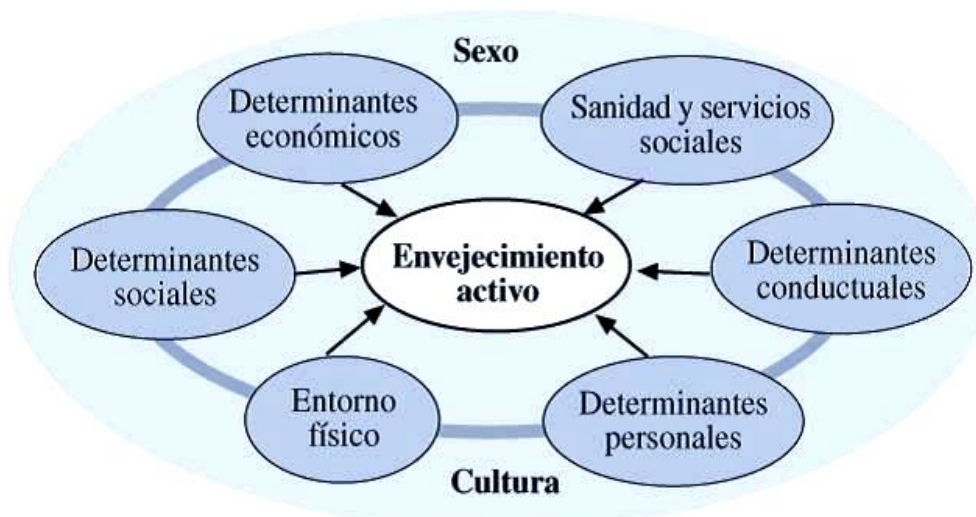 Sexo
Determinantes
económicos
Sanidad y servicios
sociales
Determinantes
sociales
Envejecimiento
activo
Determinantes
conductuales
Entorno
físico
Determinantes
personales
Cultura